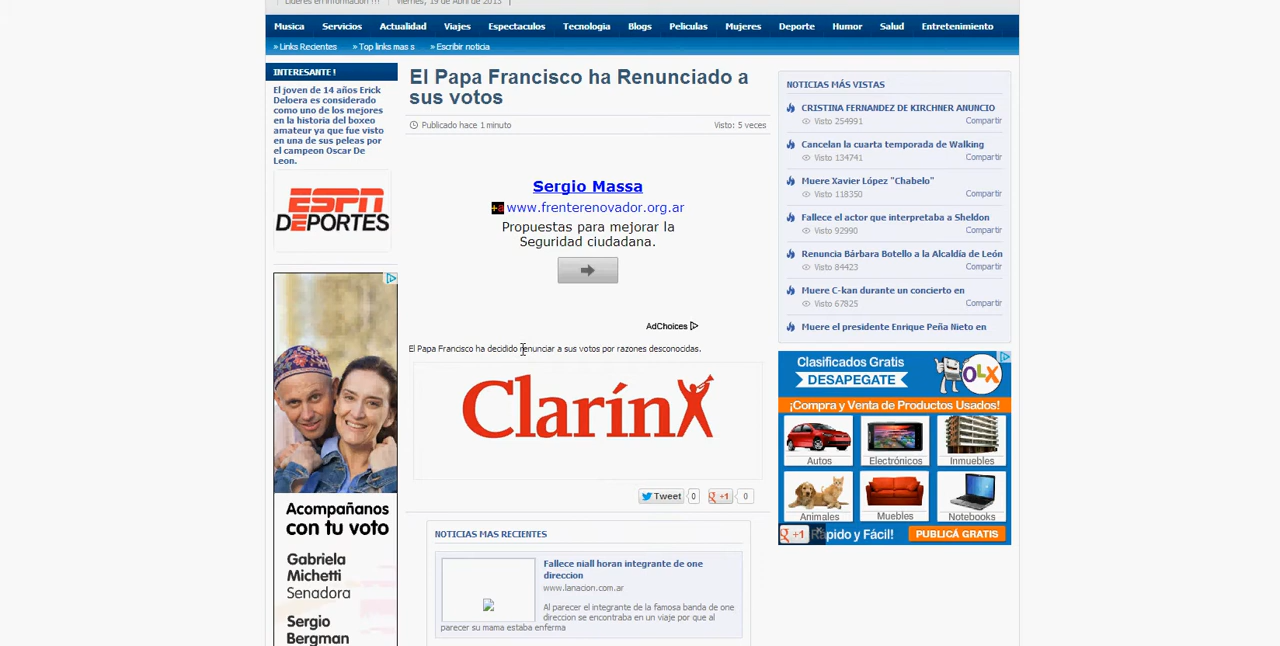 Lideres en información !!!
Viernes, 19 de Abril de 2013
Musica
Servicios
Actualidad
Viajes
Espectaculos
Tecnologia
Blogs
Peliculas
Mujeres
Deporte
Humor
Salud
Entretenimiento
» Links Recientes
» Top links mas s
» Escribir noticia
INTERESANTE !
El joven de 14 años Erick
Deloera es considerado
como uno de los mejores
en la historia del boxeo
amateur ya que fue visto
en una de sus peleas por
el campeon Oscar De
Leon.
ESPN
DEPORTES
Acompañanos
con tu voto
Gabriela
Michetti
Senadora
Sergio
Bergman
El Papa Francisco ha Renunciado a
sus votos
Publicado hace 1 minuto
Visto: 5 veces
Sergio Massa
+a www.frenterenovador.org.ar
Propuestas para mejorar la
Seguridad ciudadana.
AdChoices
El Papa Francisco ha decidido renunciar a sus votos por razones desconocidas.
Clarín
Tweet 0
g +1 0
NOTICIAS MAS RECIENTES
Fallece niall horan integrante de one
direccion
www.lanacion.com.ar
Al parecer el integrante de la famosa banda de one
direccion se encontraba en un viaje por que al
parecer su mama estaba enferma
NOTICIAS MÁS VISTAS
CRISTINA FERNANDEZ DE KIRCHNER ANUNCIO
Visto 254991
Compartir
Cancelan la cuarta temporada de Walking
Visto 134741
Compartir
Muere Xavier López "Chabelo"
Visto 118350
Compartir
Fallece el actor que interpretaba a Sheldon
Visto 92990
Compartir
Renuncia Bárbara Botello a la Alcaldía de León
Visto 84423
Compartir
Muere C-kan durante un concierto en
Visto 67825
Compartir
Muere el presidente Enrique Peña Nieto en
Clasificados Gratis
DESAPEGATE
OLX
¡Compra y Venta de Productos Usados!
Autos
Electrónicos
Inmuebles
Animales
Muebles
Notebooks
g +1
Rápido y Fácil!
PUBLICÁ GRATIS